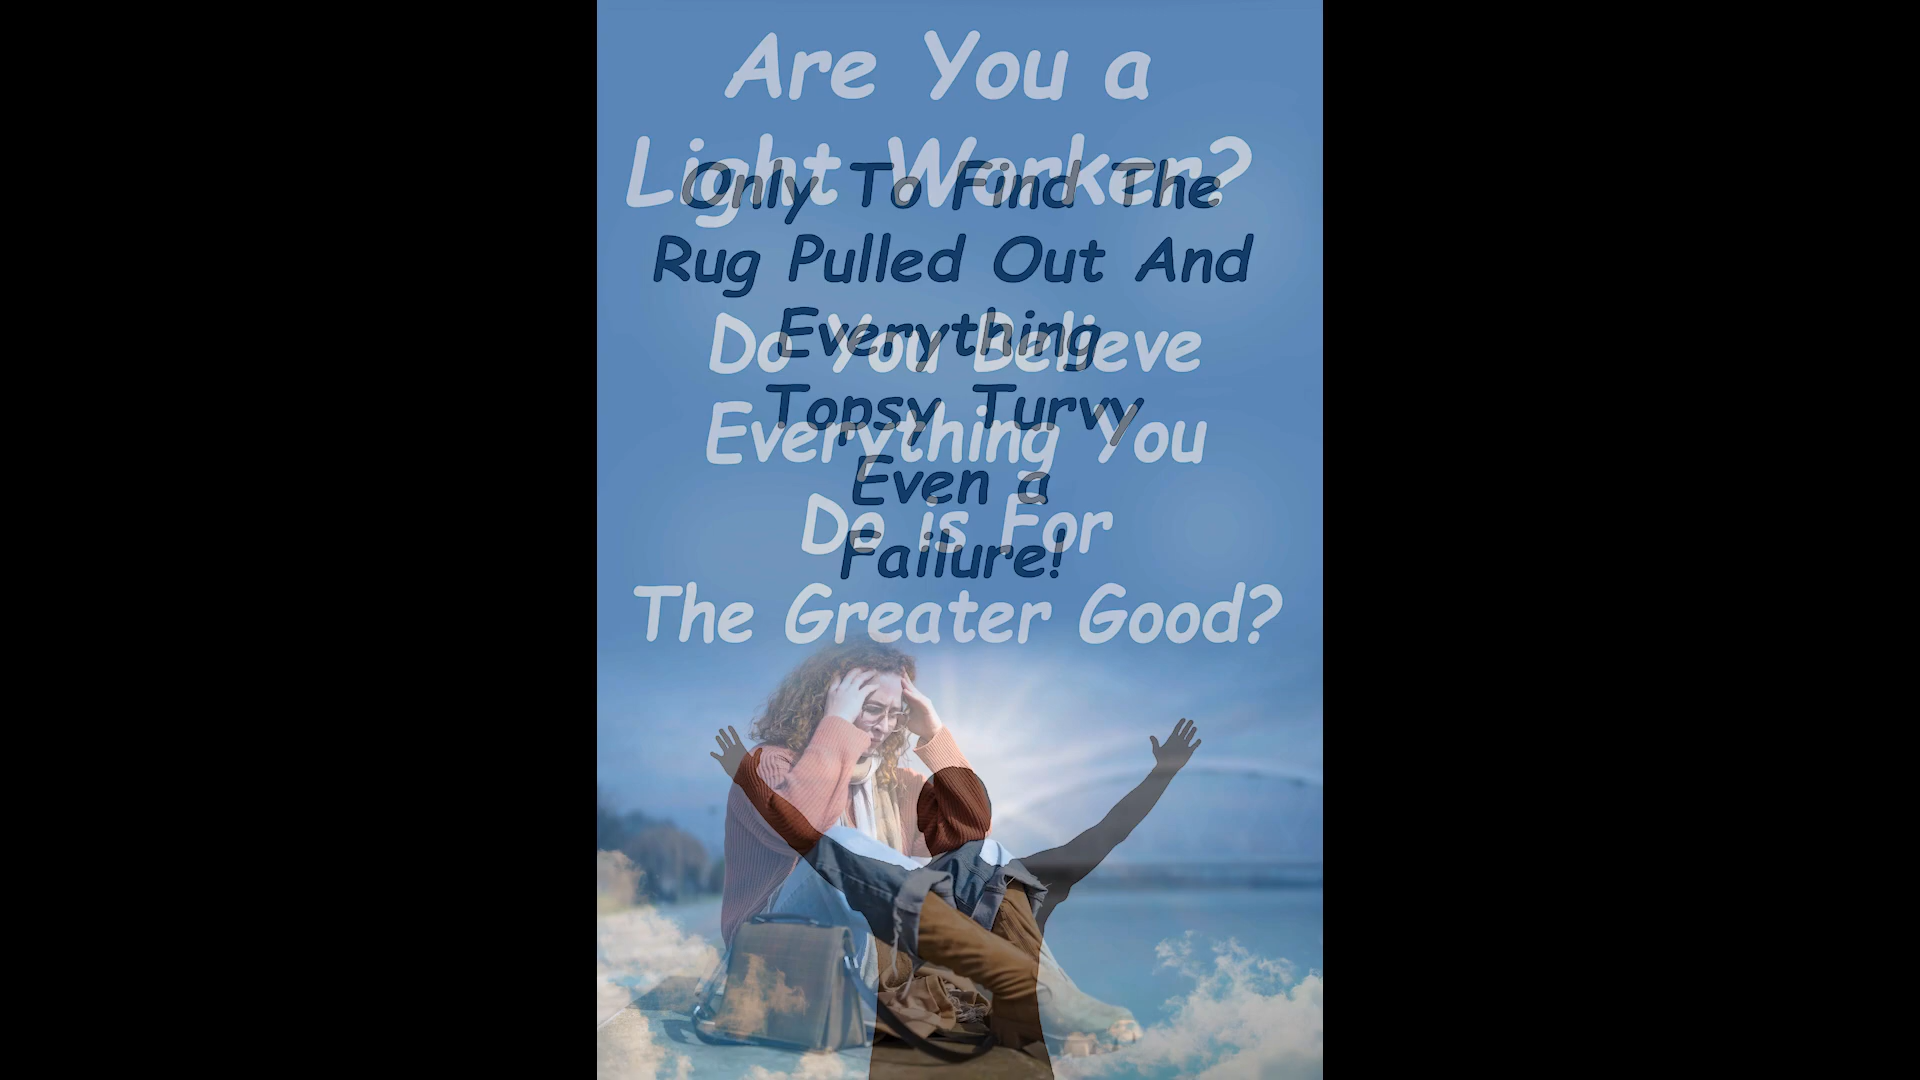 Are You a
Light Worker?
Do You Believe
Everything You
Do is For
The Greater Good?
Only To Find The
Rug Pulled Out And
Everything
Topsy Turvy
Even a
Failure!